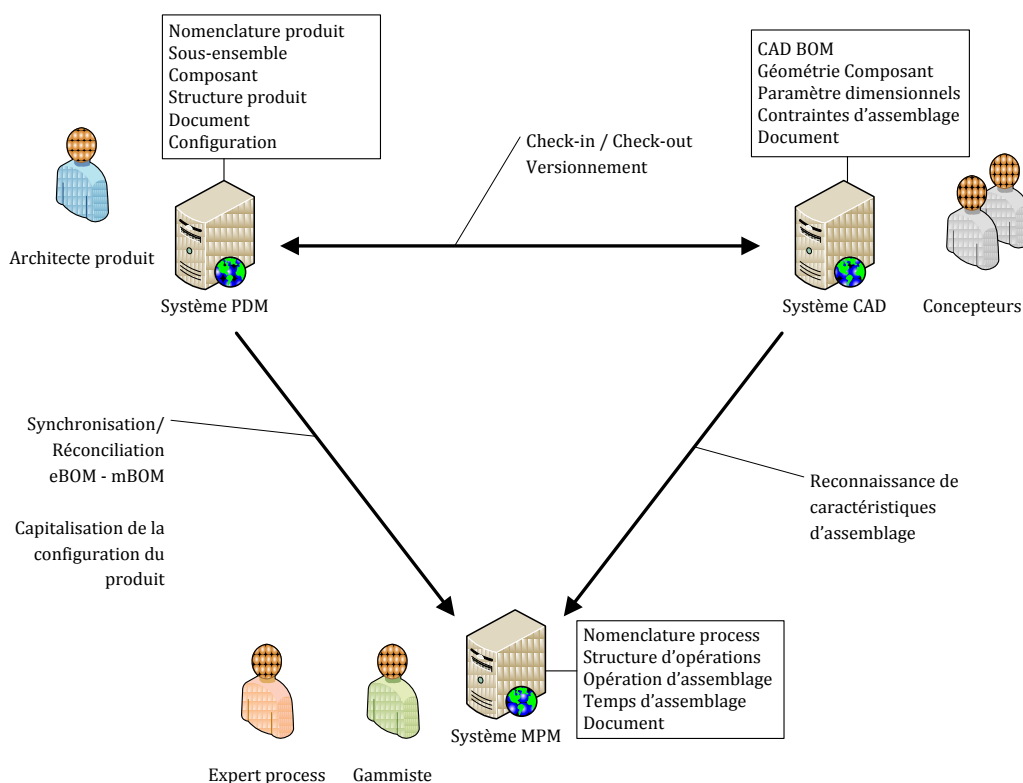 Nomenclature produit
Sous-ensemble
Composant
Structure produit
Document
Configuration
CAD BOM
Géométrie Composant
Paramètre dimensionnels
Contraintes d’assemblage
Document
Check-in / Check-out
Versionnement
Architecte produit
Système PDM
Système CAD
Concepteurs
Synchronisation/
Réconciliation
eBOM - mBOM
Capitalisation de la
configuration du
produit
Reconnaissance de
caractéristiques
d’assemblage
Nomenclature process
Structure d’opérations
Opération d’assemblage
Temps d’assemblage
Document
Système MPM
Expert process
Gammiste